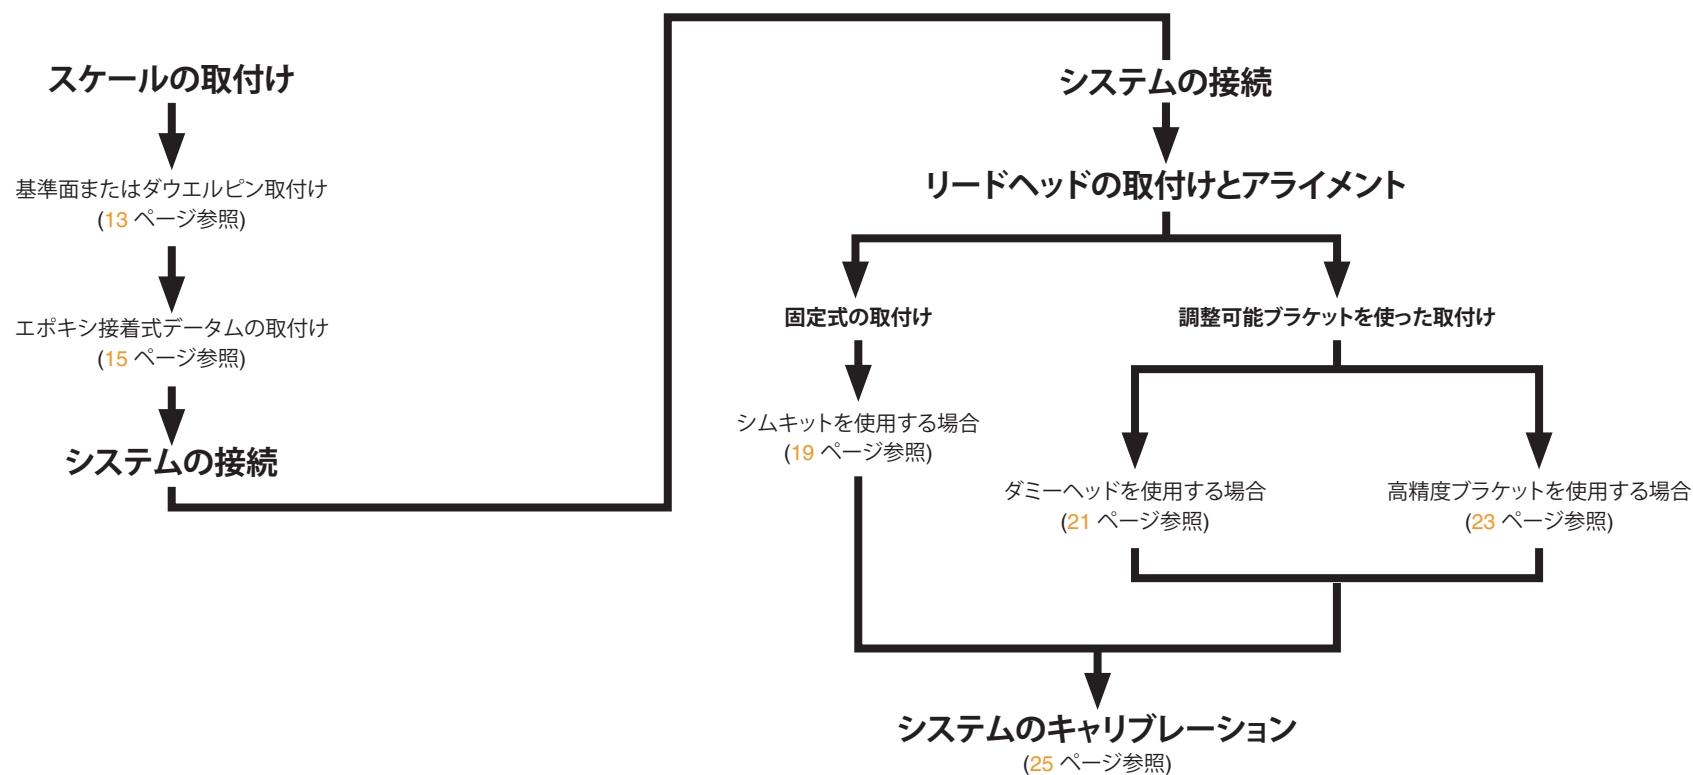 スケールの取付け
基準面またはダウエルピン取付け
(13 ページ参照)
エポキシ接着式データムの取付け
(15 ページ参照)
システムの接続
システムの接続
リードヘッドの取付けとアライメント
固定式の取付け
調整可能ブラケットを使った取付け
シムキットを使用する場合
(19 ページ参照)
ダミーヘッドを使用する場合
(21 ページ参照)
高精度ブラケットを使用する場合
(23 ページ参照)
システムのキャリブレーション
(25 ページ参照)